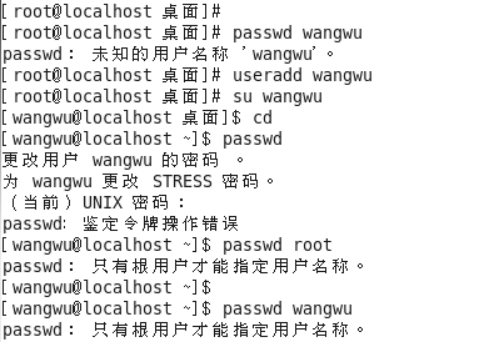 [root@localhost 桌面]#
[root@localhost 桌面]# passwd wangwu
passwd： 未知的用户名称 'wangwu'。
[root@localhost 桌面]# useradd wangwu
[root@localhost 桌面]# su wangwu
[wangwu@localhost 桌面]$ cd
[wangwu@localhost ~]$ passwd
更改用户 wangwu 的密码 。
为 wangwu 更改 STRESS 密码。
（当前）UNIX 密码：
passwd: 鉴定令牌操作错误
[wangwu@localhost ~]$ passwd root
passwd： 只有根用户才能指定用户名称。
[wangwu@localhost ~]$
[wangwu@localhost ~]$ passwd wangwu
passwd： 只有根用户才能指定用户名称。